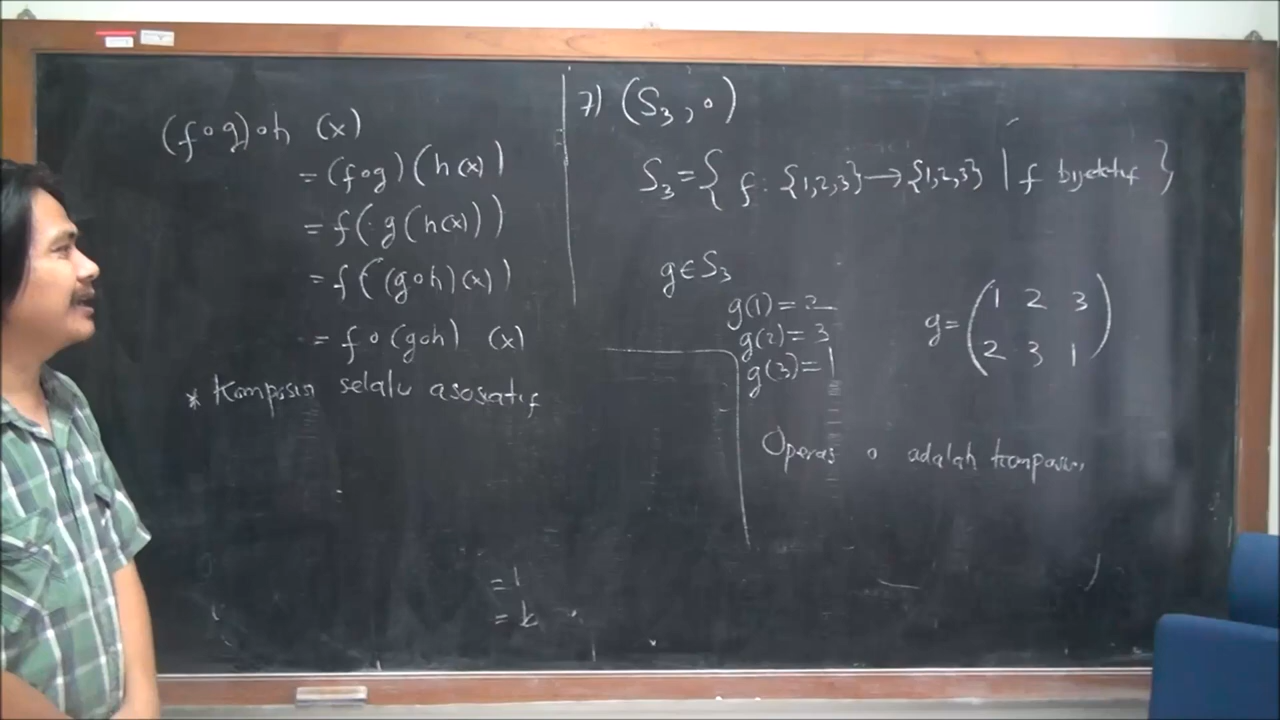 (f∘g)∘h (x)
= (f∘g)(h(x))
= f(g(h(x)))
= f((g∘h)(x))
= f∘(g∘h) (x)
* Komposisi selalu asosiatif
= 1
= k
7) (S₃, ∘)
S₃ = { f : {1,2,3} → {1,2,3} | f bijektif }
g ∈ S₃
g(1) = 2
g(2) = 3
g(3) = 1
g = ( 1 2 3
2 3 1 )
Operasi ∘ adalah komposisi